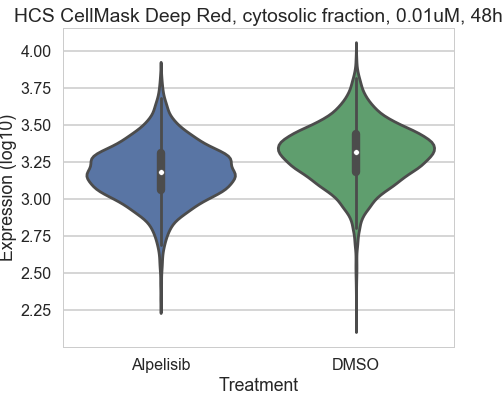 HCS CellMask Deep Red, cytosolic fraction, 0.01uM, 48h
Expression (log10)
4.00
3.75
3.50
3.25
3.00
2.75
2.50
2.25
Alpelisib
DMSO
Treatment